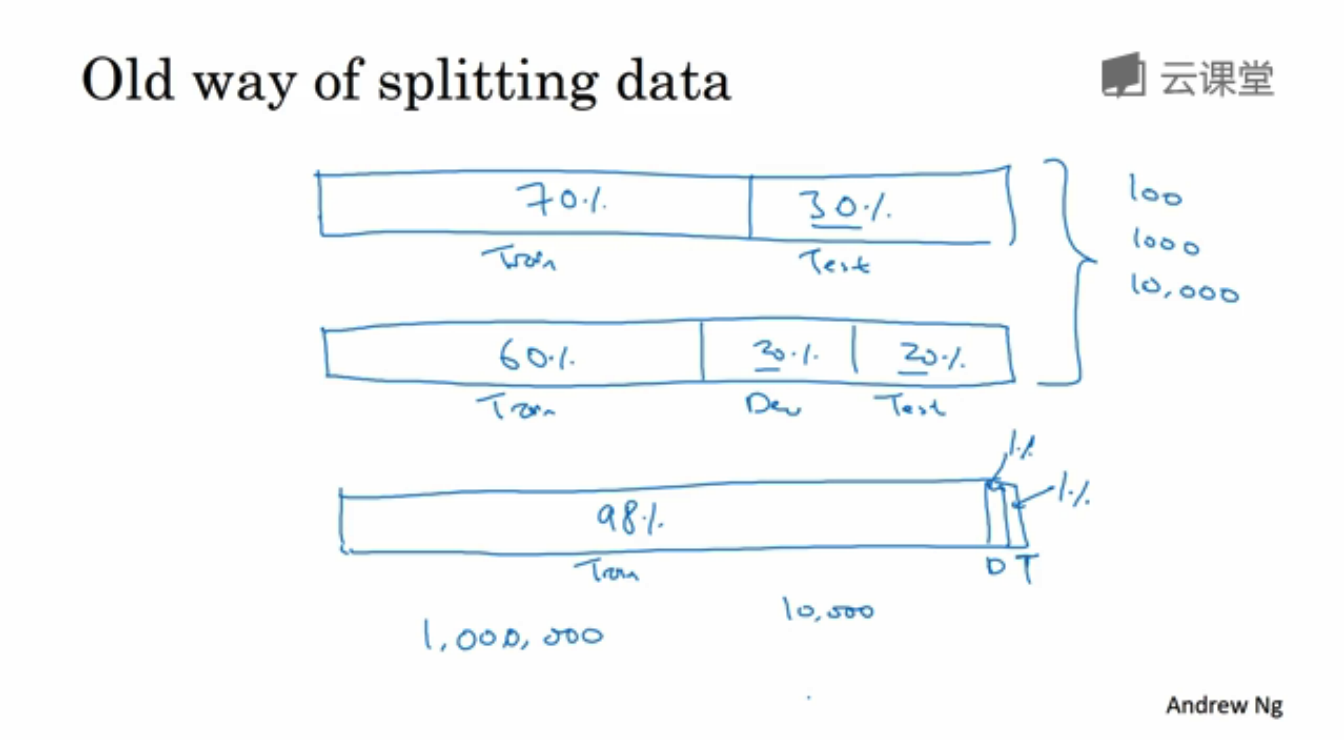 Old way of splitting data
云课堂
70% 30%
Train Test
100
1000
10,000
60% 20% 20%
Train Dev Test
1%
1%
98%
Train
D T
10,000
1,000,000
Andrew Ng